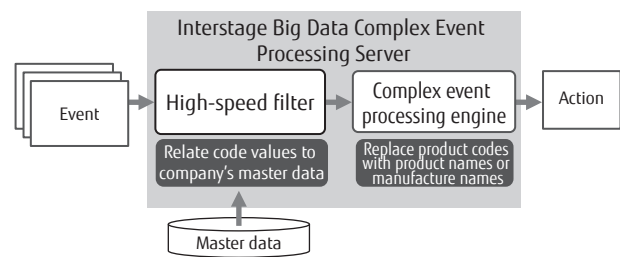 Interstage Big Data Complex Event
Processing Server
Event
High-speed filter
Complex event
processing engine
Action
Relate code values to
company's master data
Replace product codes
with product names or
manufacture names
Master data